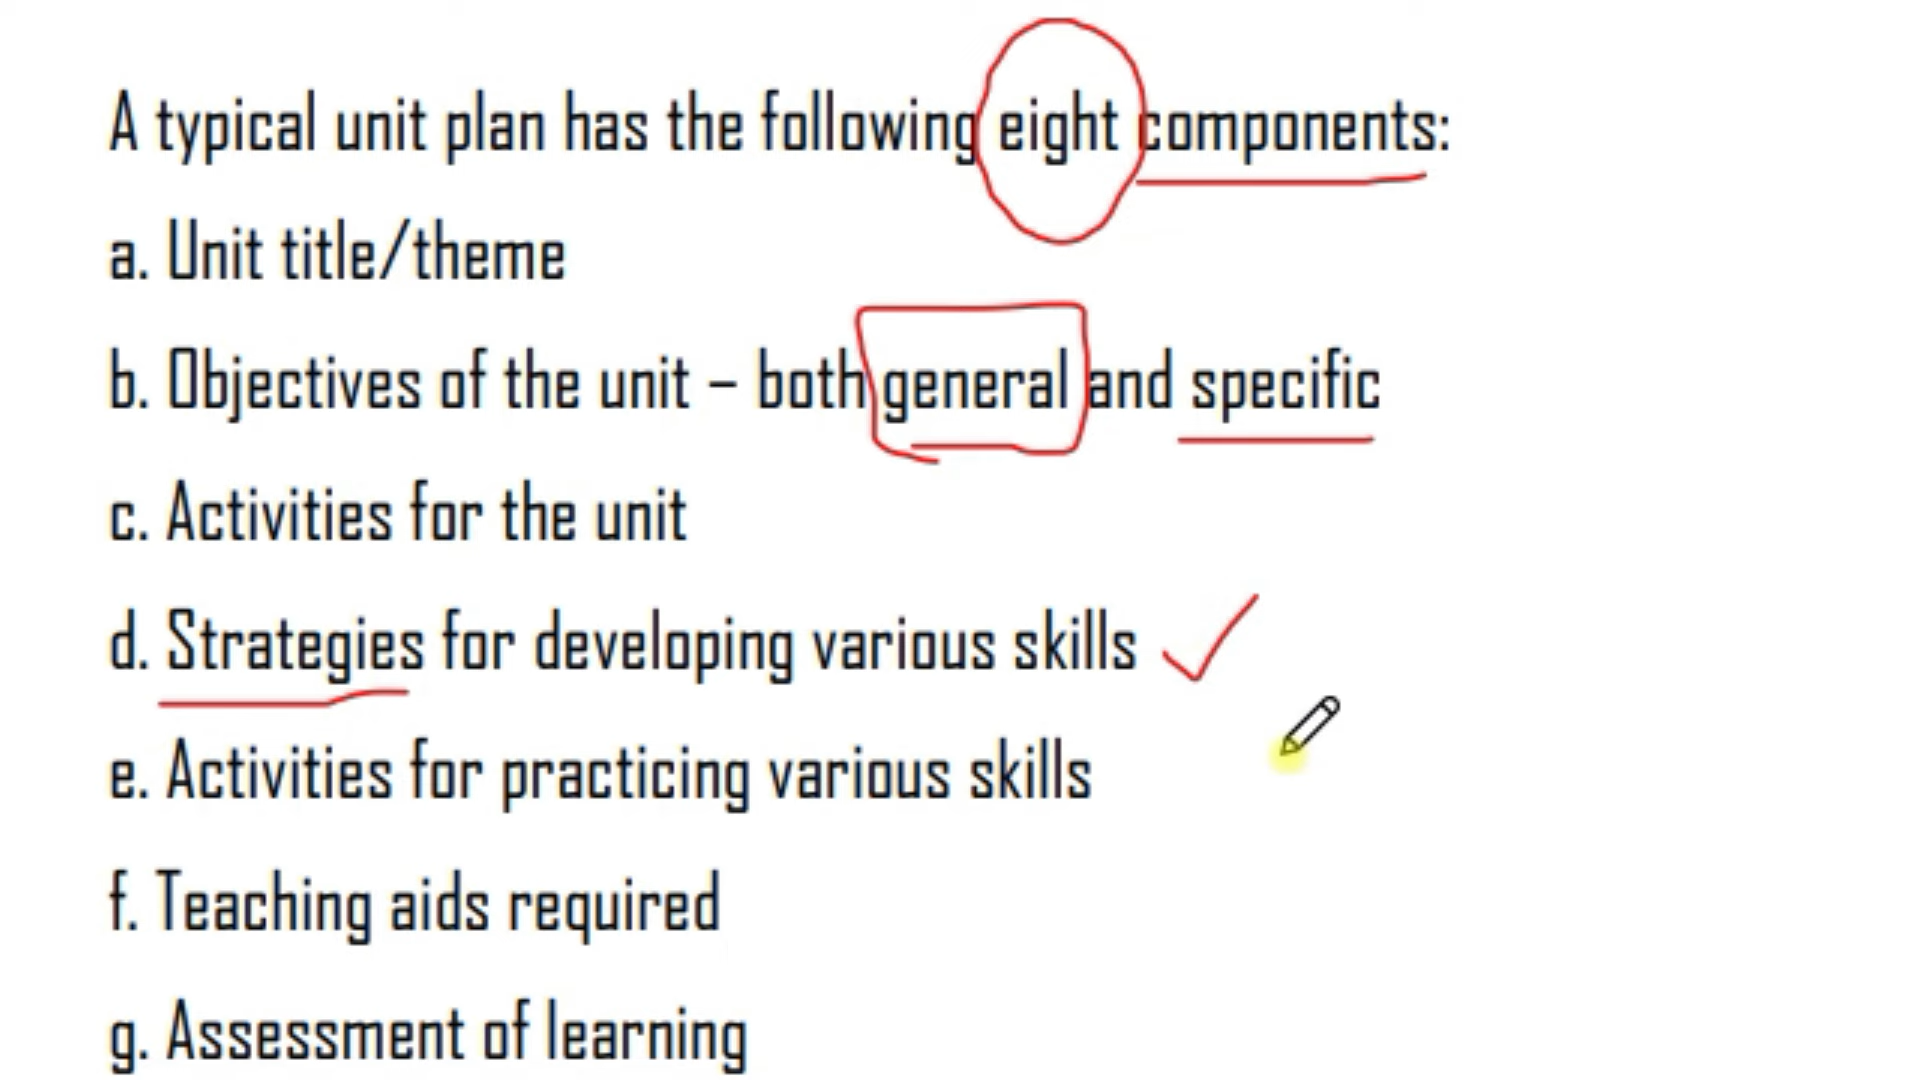 A typical unit plan has the following eight components:
a. Unit title/theme
b. Objectives of the unit – both general and specific
c. Activities for the unit
d. Strategies for developing various skills
e. Activities for practicing various skills
f. Teaching aids required
g. Assessment of learning